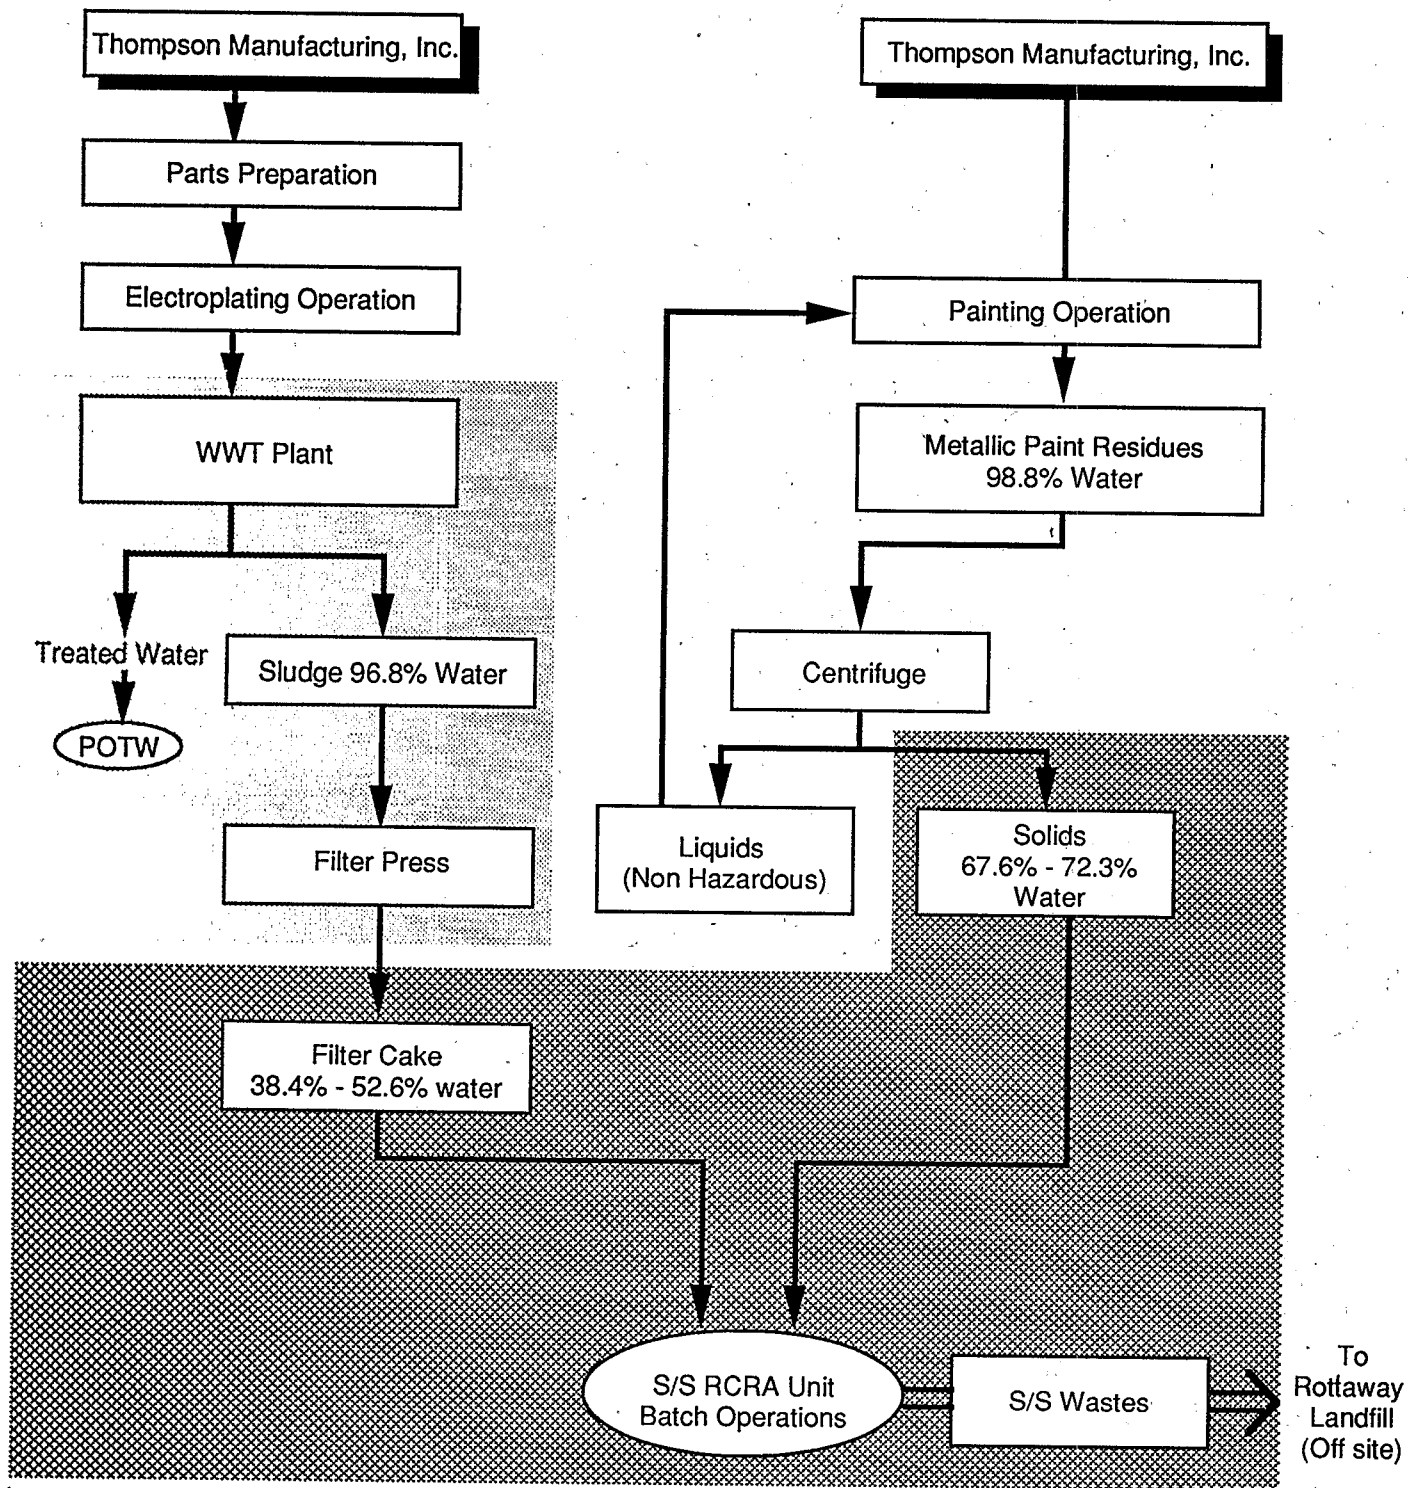 Thompson Manufacturing, Inc.
Parts Preparation
Electroplating Operation
WWT Plant
Treated Water
POTW
Sludge 96.8% Water
Filter Press
Filter Cake
38.4% - 52.6% water
Thompson Manufacturing, Inc.
Painting Operation
Metallic Paint Residues
98.8% Water
Centrifuge
Liquids
(Non Hazardous)
Solids
67.6% - 72.3%
Water
S/S RCRA Unit
Batch Operations
S/S Wastes
To
Rottaway
Landfill
(Off site)